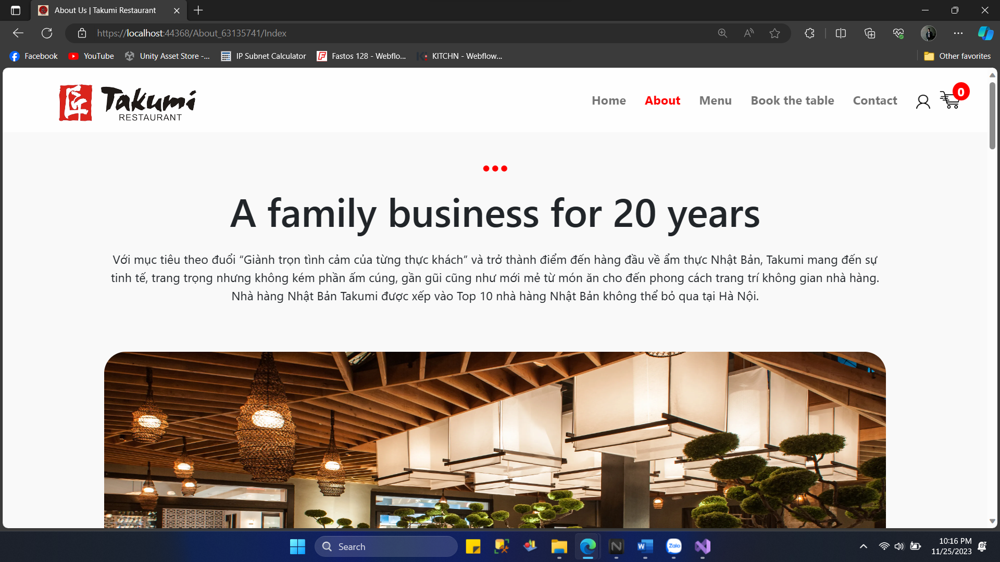 About Us | Takumi Restaurant
https://localhost:44368/About_63135741/Index
Facebook
YouTube
Unity Asset Store -...
IP Subnet Calculator
Fastos 128 - Webflo...
KITCHN - Webflow...
Other favorites
匠
Takumi
RESTAURANT
Home
About
Menu
Book the table
Contact
0
A family business for 20 years
Với mục tiêu theo đuổi “Giành trọn tình cảm của từng thực khách” và trở thành điểm đến hàng đầu về ẩm thực Nhật Bản, Takumi mang đến sự
tinh tế, trang trọng nhưng không kém phần ấm cúng, gần gũi cũng như mới mẻ từ món ăn cho đến phong cách trang trí không gian nhà hàng.
Nhà hàng Nhật Bản Takumi được xếp vào Top 10 nhà hàng Nhật Bản không thể bỏ qua tại Hà Nội.
Search
Zalo
10:16 PM
11/25/2023